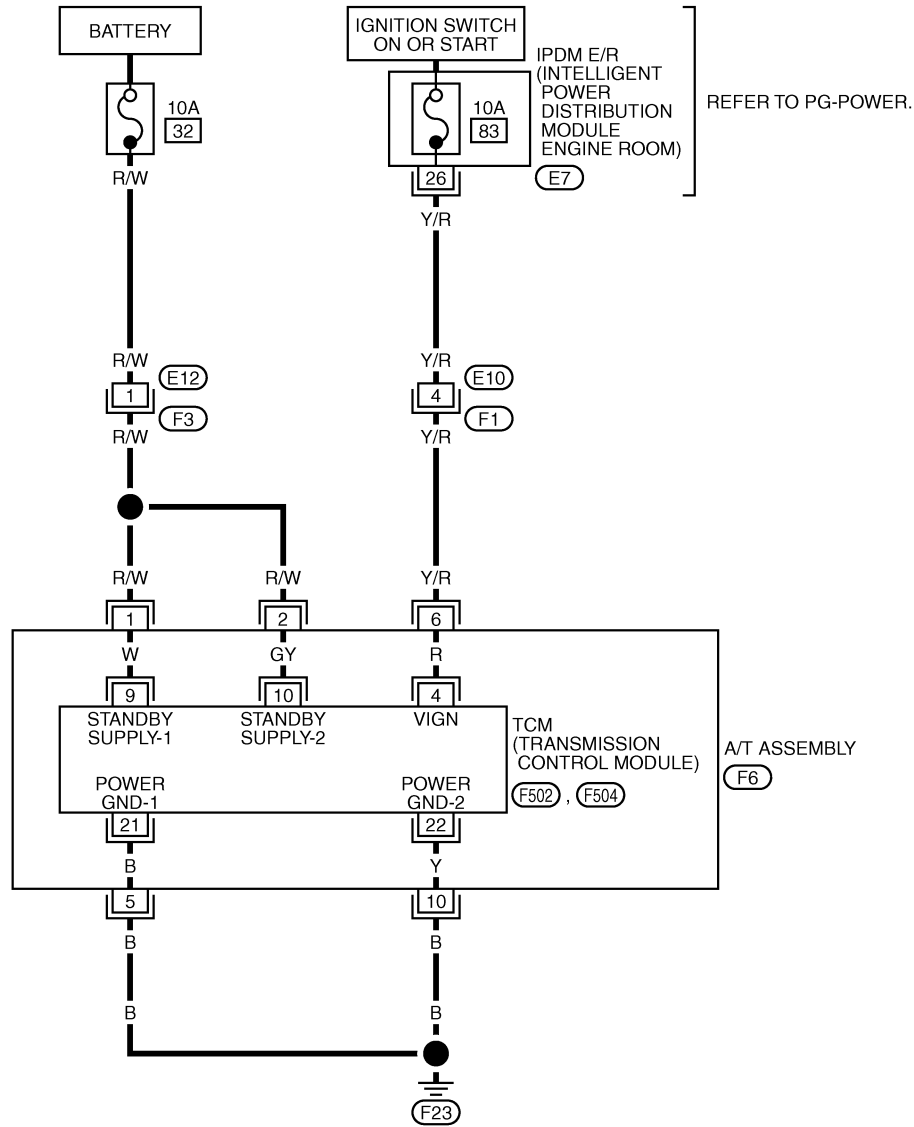 BATTERY
IGNITION SWITCH
ON OR START
10A
32
10A
83
IPDM E/R
(INTELLIGENT
POWER
DISTRIBUTION
MODULE
ENGINE ROOM)
REFER TO PG-POWER.
R/W
26
E7
Y/R
R/W
Y/R
1
E12
F3
4
E10
F1
R/W
Y/R
R/W
R/W
Y/R
1
2
6
W
GY
R
9
10
4
STANDBY
SUPPLY-1
STANDBY
SUPPLY-2
VIGN
TCM
(TRANSMISSION
CONTROL MODULE)
F502 , F504
A/T ASSEMBLY
F6
POWER
GND-1
POWER
GND-2
21
22
B
Y
5
10
B
B
B
B
F23